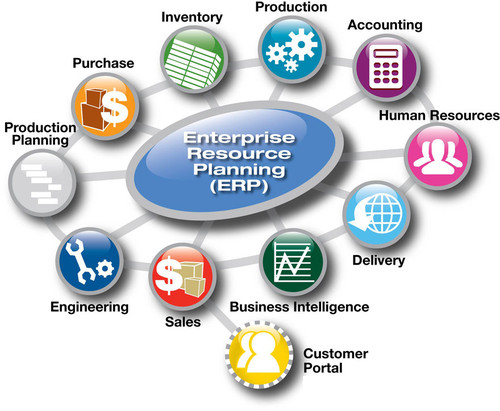 Production
Inventory
Accounting
Purchase
$
Human Resources
Production
Planning
Enterprise
Resource
Planning
(ERP)
Delivery
Engineering
$
Sales
Business Intelligence
Customer
Portal